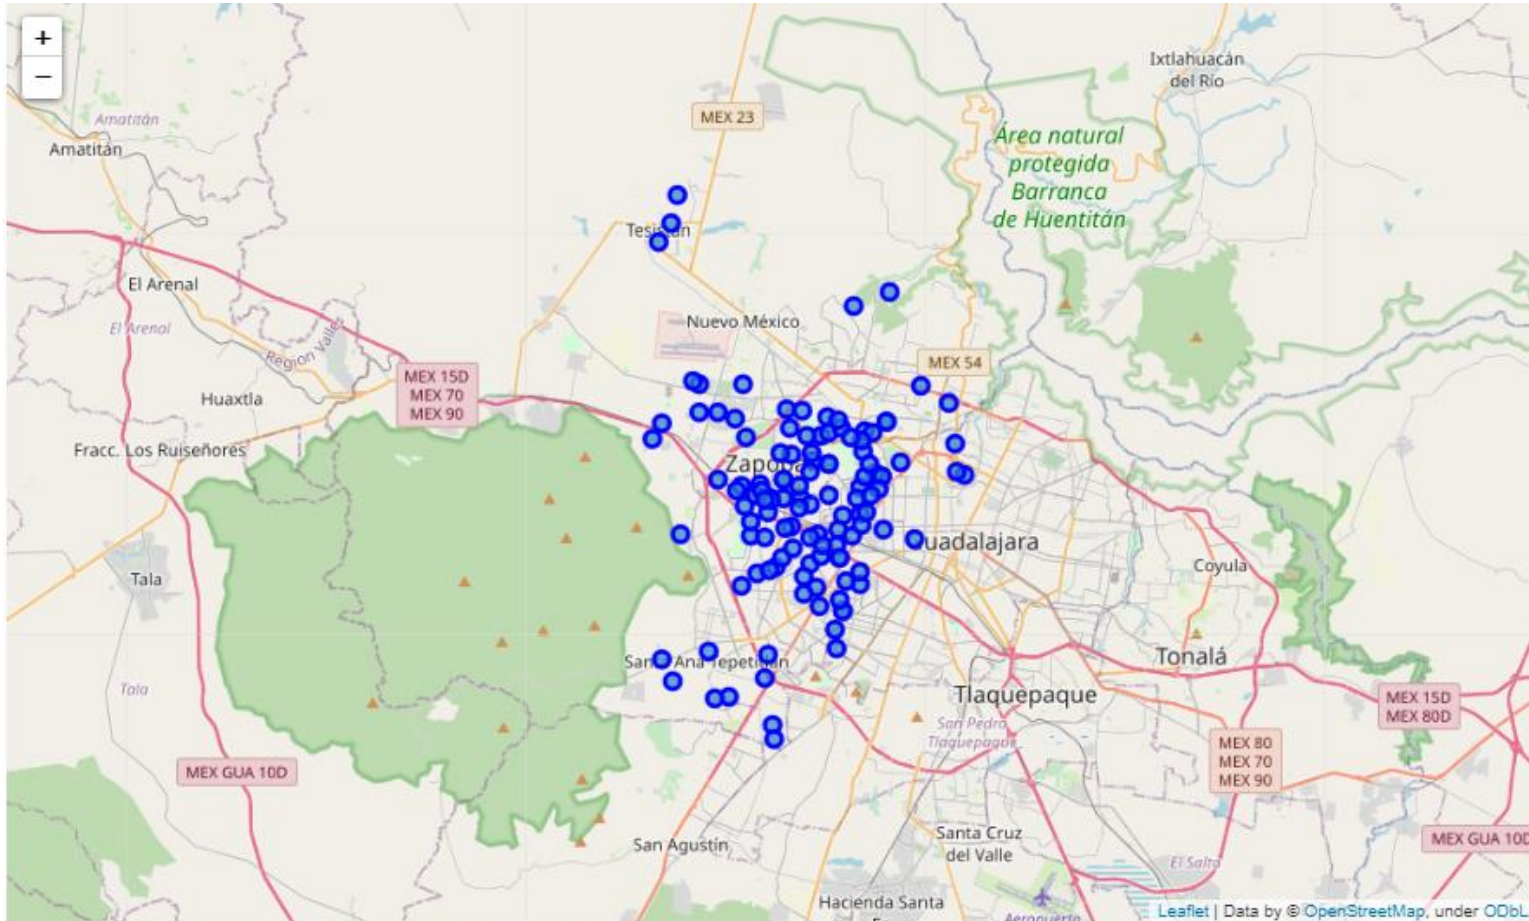 +
−
Ixtlahuacán
del Río
MEX 23
Amatitán
Amatitán
Área natural
protegida
Barranca
de Huentitán
Tesistán
El Arenal
El Arenal
Region Valles
Nuevo México
MEX 54
MEX 15D
MEX 70
MEX 90
Huaxtla
Fracc. Los Ruiseñores
Zapopa
Guadalajara
Coyula
Tala
Tala
Santa Ana Tepetitlán
Tonalá
Tlaquepaque
San Pedro
Tlaquepaque
MEX 15D
MEX 80D
MEX 80
MEX 70
MEX 90
MEX GUA 10D
San Agustín
Santa Cruz
del Valle
MEX GUA 10D
El Salto
Hacienda Santa
Aeropuerto
Leaflet | Data by © OpenStreetMap, under ODbl